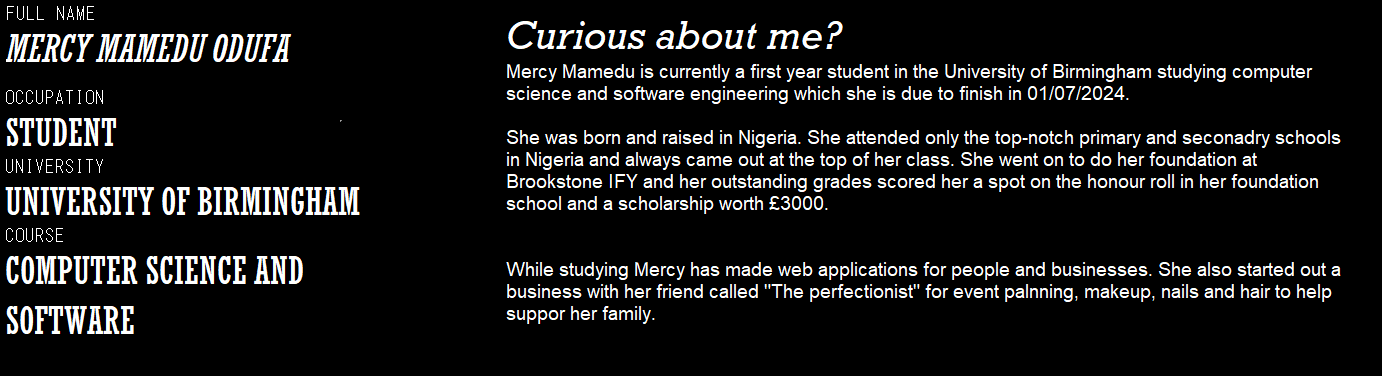 FULL NAME
MERCY MAMEDU ODUFA
OCCUPATION
STUDENT
UNIVERSITY
UNIVERSITY OF BIRMINGHAM
COURSE
COMPUTER SCIENCE AND
SOFTWARE
Curious about me?
Mercy Mamedu is currently a first year student in the University of Birmingham studying computer
science and software engineering which she is due to finish in 01/07/2024.
She was born and raised in Nigeria. She attended only the top-notch primary and seconadry schools
in Nigeria and always came out at the top of her class. She went on to do her foundation at
Brookstone IFY and her outstanding grades scored her a spot on the honour roll in her foundation
school and a scholarship worth £3000.
While studying Mercy has made web applications for people and businesses. She also started out a
business with her friend called "The perfectionist" for event palnning, makeup, nails and hair to help
suppor her family.